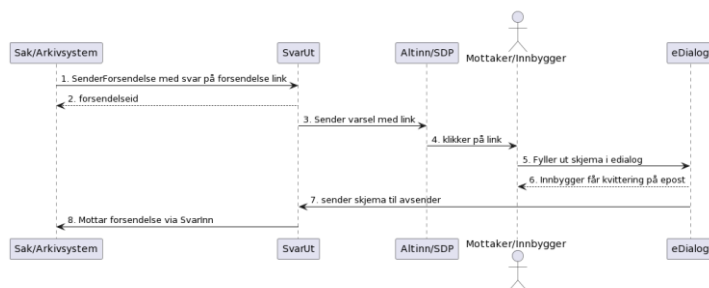 Mottaker/Innbygger
Sak/Arkivsystem SvarUt Altinn/SDP eDialog
1. SenderForsendelse med svar på forsendelse link
2. forsendelseid
3. Sender varsel med link
4. klikker på link
5. Fyller ut skjema i edialog
6. Innbygger får kvittering på epost
7. sender skjema til avsender
8. Mottar forsendelse via SvarInn
Sak/Arkivsystem SvarUt Altinn/SDP Mottaker/Innbygger eDialog